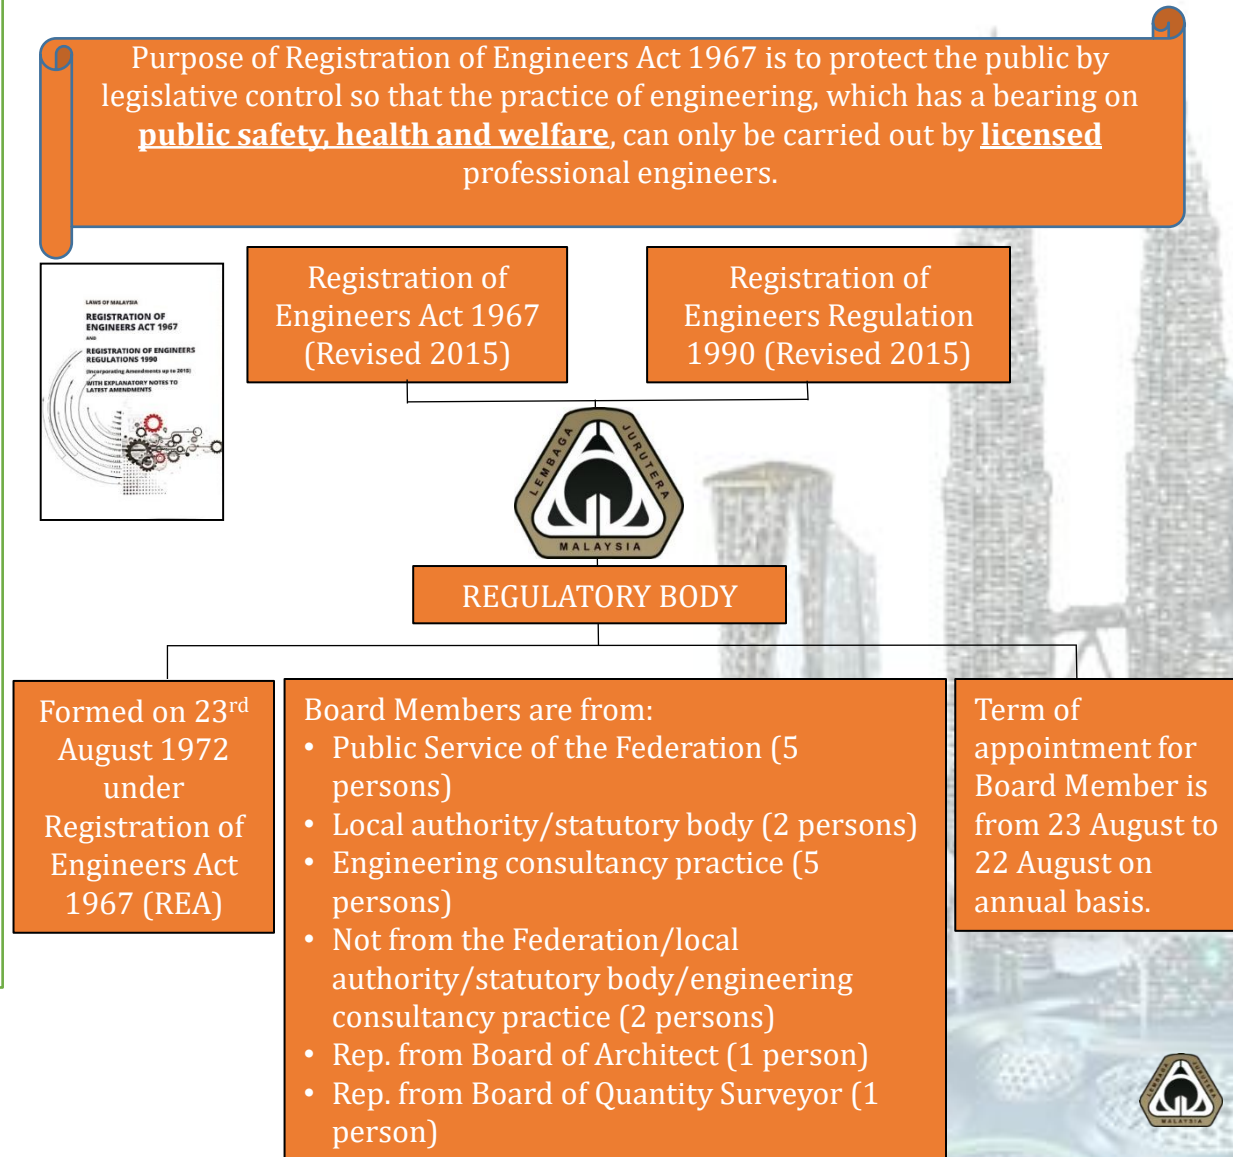 Purpose of Registration of Engineers Act 1967 is to protect the public by
legislative control so that the practice of engineering, which has a bearing on
public safety, health and welfare, can only be carried out by licensed
professional engineers.
LAWS OF MALAYSIA
REGISTRATION OF
ENGINEERS ACT 1967
AND
REGISTRATION OF ENGINEERS
REGULATIONS 1990
(Incorporating Amendments up to 2015)
WITH EXPLANATORY NOTES TO
LATEST AMENDMENTS
Registration of
Engineers Act 1967
(Revised 2015)
Registration of
Engineers Regulation
1990 (Revised 2015)
LEMBAGA JURUTERA
MALAYSIA
REGULATORY BODY
Formed on 23rd
August 1972
under
Registration of
Engineers Act
1967 (REA)
Board Members are from:
• Public Service of the Federation (5
persons)
• Local authority/statutory body (2 persons)
• Engineering consultancy practice (5
persons)
• Not from the Federation/local
authority/statutory body/engineering
consultancy practice (2 persons)
• Rep. from Board of Architect (1 person)
• Rep. from Board of Quantity Surveyor (1
person)
Term of
appointment for
Board Member is
from 23 August to
22 August on
annual basis.
LEMBAGA JURUTERA
MALAYSIA